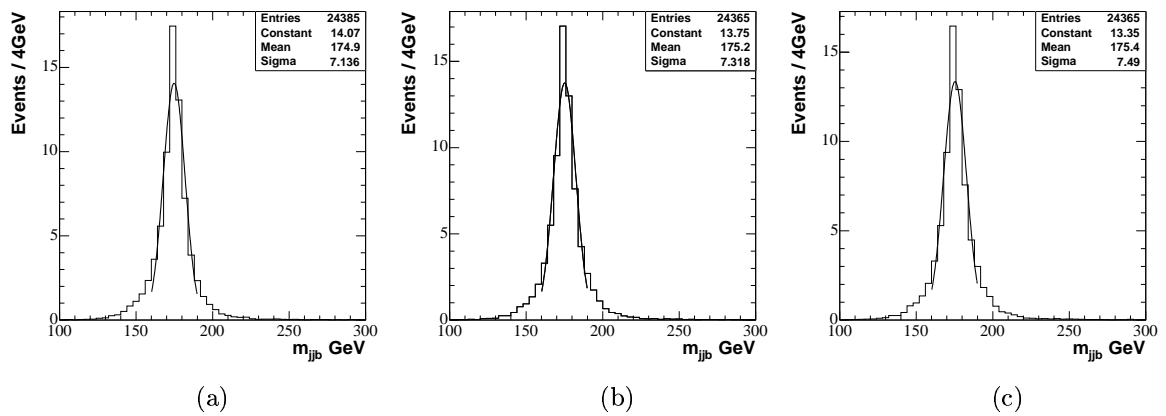 Events / 4GeV
15
10
5
0
100 150 200 250 300
m_jjb GeV
Entries 24385
Constant 14.07
Mean 174.9
Sigma 7.136
(a)
Events / 4GeV
15
10
5
0
100 150 200 250 300
m_jjb GeV
Entries 24365
Constant 13.75
Mean 175.2
Sigma 7.318
(b)
Events / 4GeV
15
10
5
0
100 150 200 250 300
m_jjb GeV
Entries 24365
Constant 13.35
Mean 175.4
Sigma 7.49
(c)